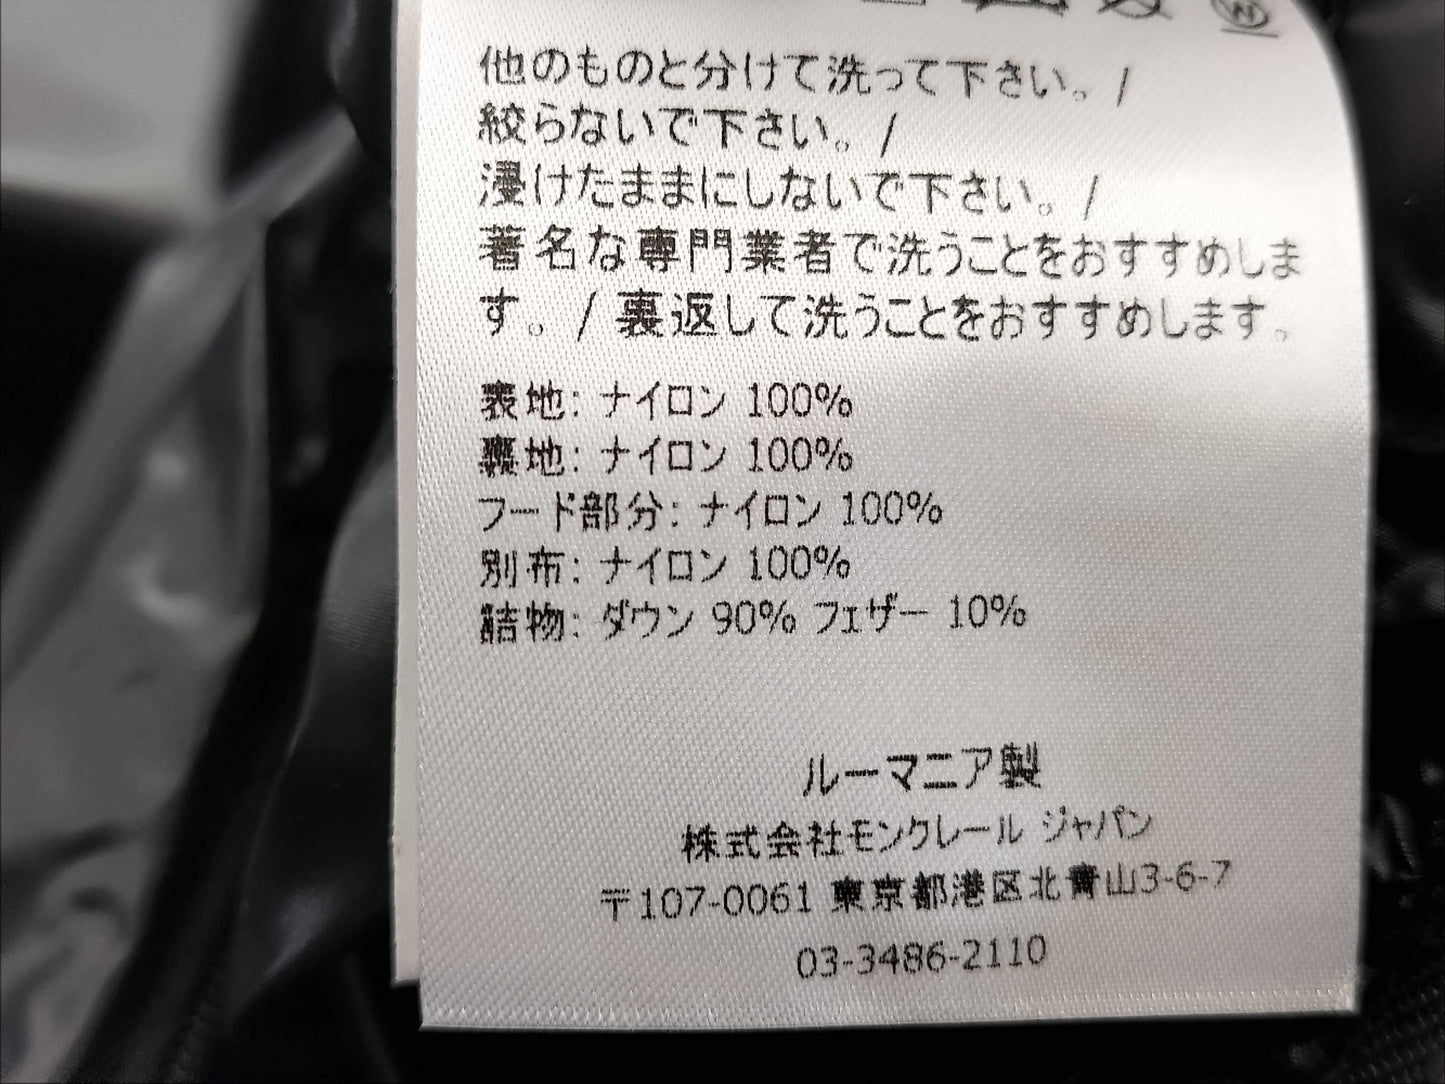 他のものと分けて洗って下さい。/
絞らないで下さい。/
浸けたままにしないで下さい。/
著名な専門業者で洗うことをおすすめしま
す。/ 裏返して洗うことをおすすめします。
表地: ナイロン 100%
裏地: ナイロン 100%
フード部分: ナイロン 100%
別布: ナイロン 100%
詰物: ダウン 90% フェザー 10%
ルーマニア製
株式会社モンクレール ジャパン
〒107-0061 東京都港区北青山3-6-7
03-3486-2110